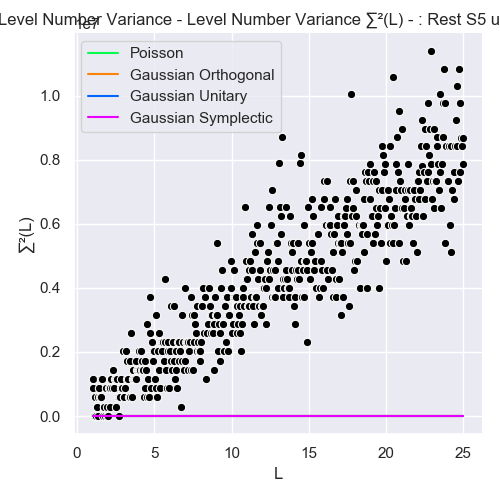 Level Number Variance - Level Number Variance ∑²(L) - : Rest S5 u
1e7
Poisson
Gaussian Orthogonal
Gaussian Unitary
Gaussian Symplectic
1.0
0.8
0.6
0.4
0.2
0.0
∑²(L)
0 5 10 15 20 25
L